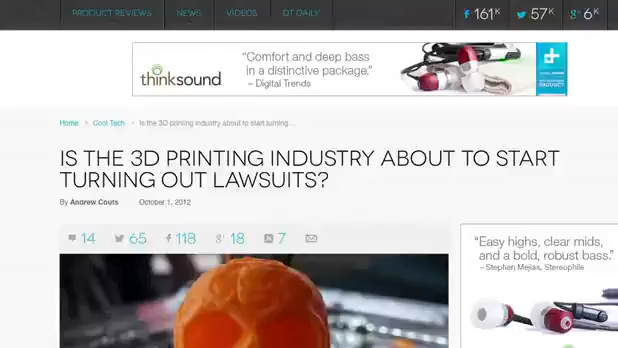 PRODUCT REVIEWS NEWS VIDEOS DT DAILY
161K 57K 6K
thinksound
“Comfort and deep bass
in a distinctive package.”
– Digital Trends
Home > Cool Tech > Is the 3D printing industry about to start turning...
IS THE 3D PRINTING INDUSTRY ABOUT TO START
TURNING OUT LAWSUITS?
By Andrew Couts October 1, 2012
14 65 118 18 7
“Easy highs, clear mids,
and a bold, robust bass.”
– Stephen Mejias, Stereophile